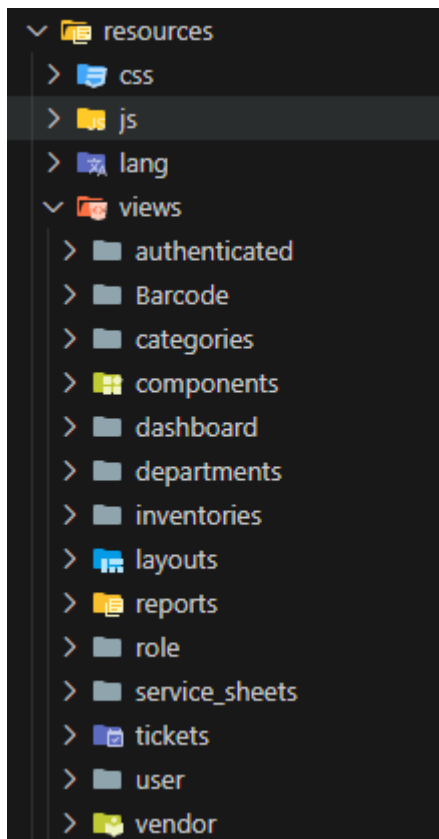 resources
css
js
lang
views
authenticated
Barcode
categories
components
dashboard
departments
inventories
layouts
reports
role
service_sheets
tickets
user
vendor